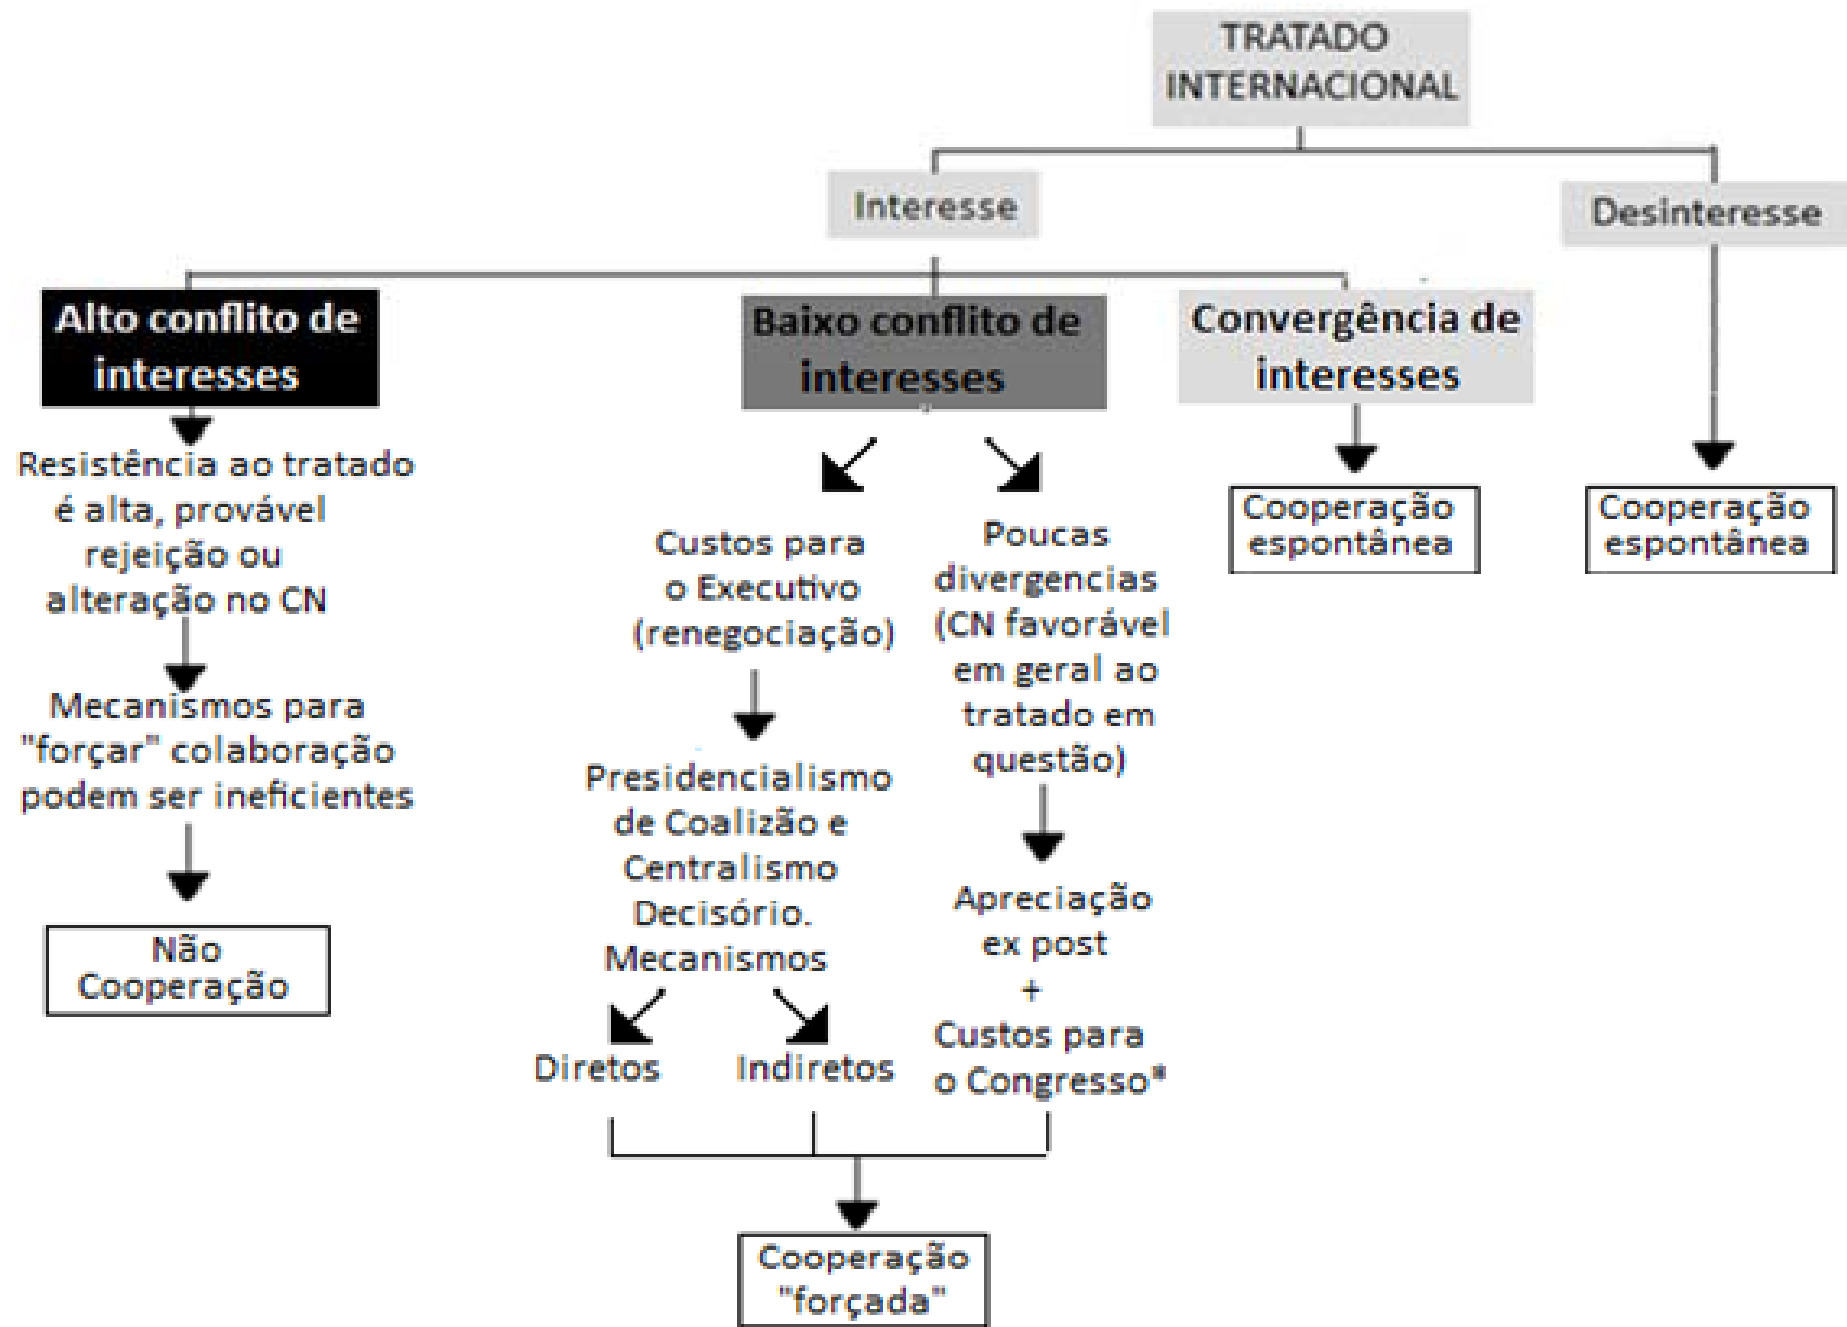 TRATADO
INTERNACIONAL
Interesse
Desinteresse
Alto conflito de
interesses
Resistência ao tratado
é alta, provável
rejeição ou
alteração no CN
Mecanismos para
"forçar" colaboração
podem ser ineficientes
Não
Cooperação
Baixo conflito de
interesses
Custos para
o Executivo
(renegociação)
Presidencialismo
de Coalizão e
Centralismo
Decisório.
Mecanismos
Diretos
Indiretos
Poucas
divergencias
(CN favorável
em geral ao
tratado em
questão)
Apreciação
ex post
+
Custos para
o Congresso*
Cooperação
"forçada"
Convergência de
interesses
Cooperação
espontânea
Cooperação
espontânea